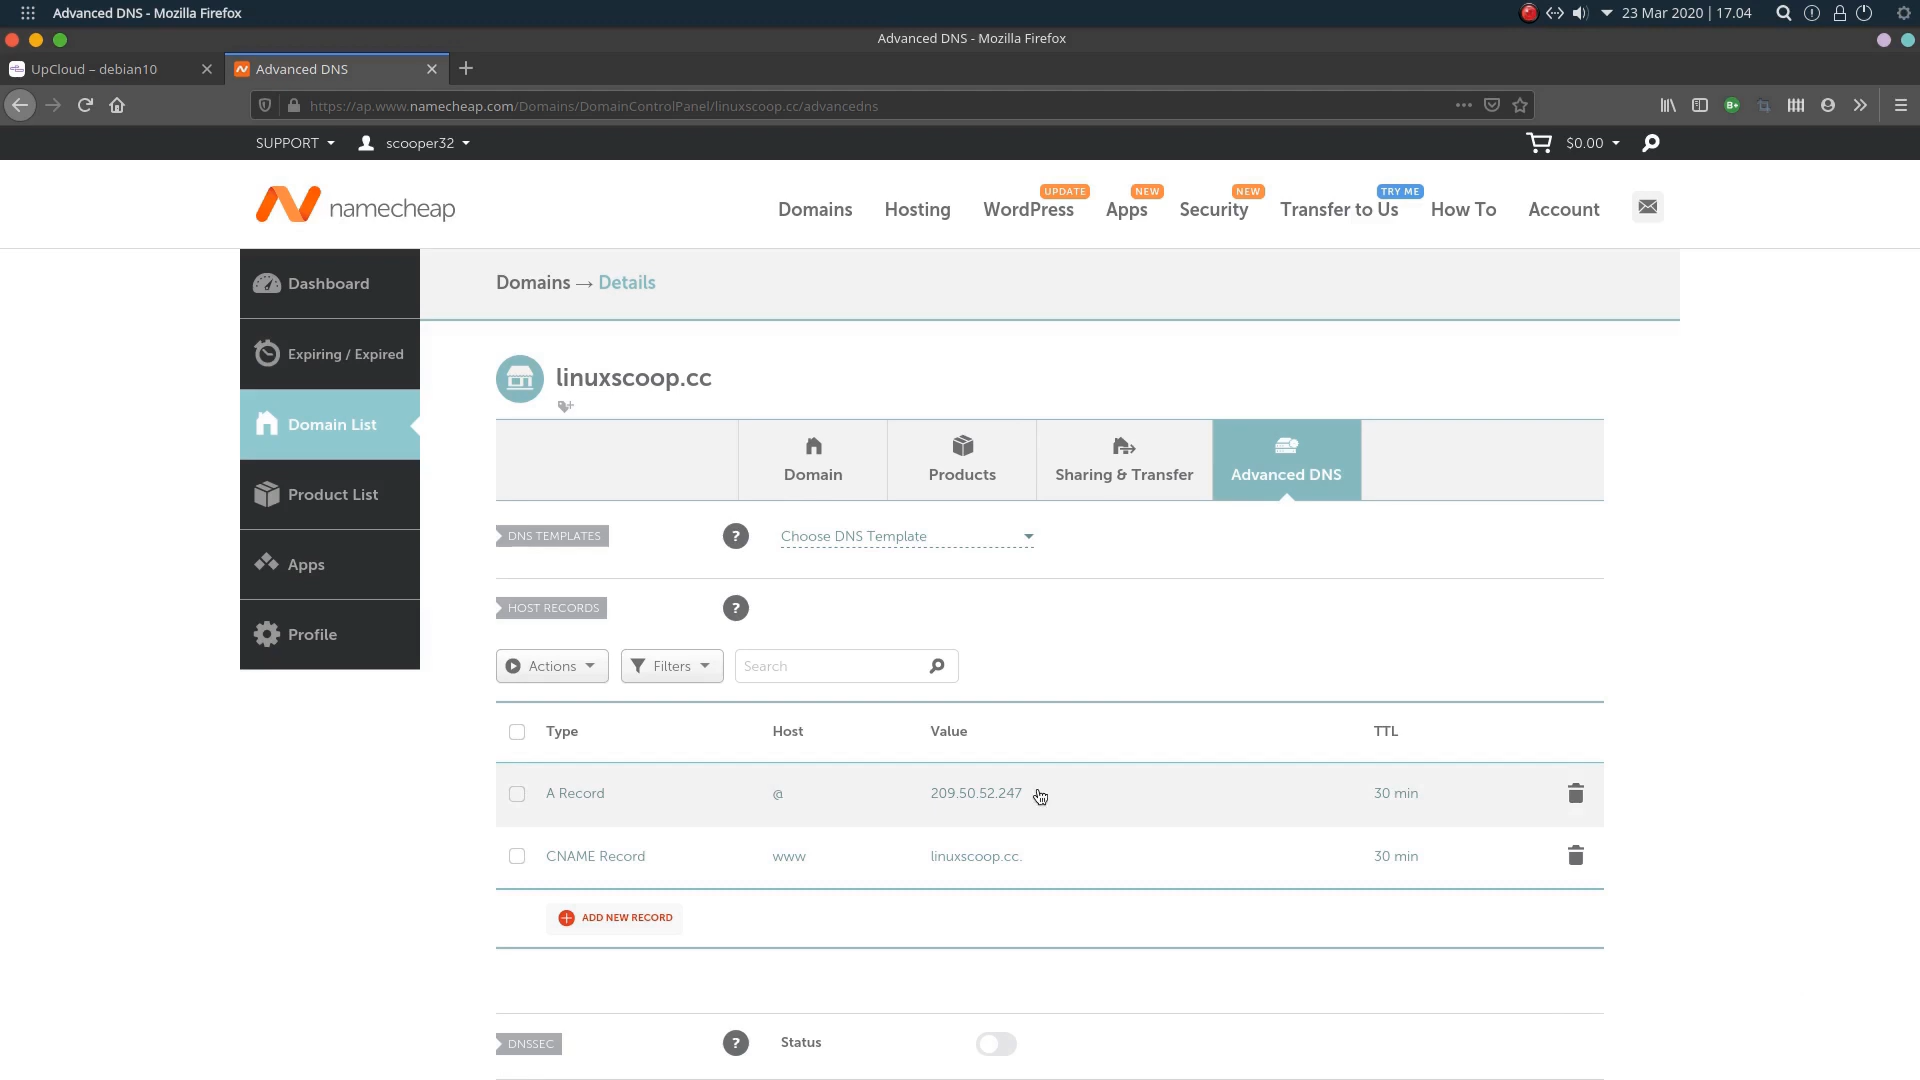 Advanced DNS - Mozilla Firefox
23 Mar 2020 | 17.04
Advanced DNS - Mozilla Firefox
UpCloud – debian10
Advanced DNS
https://ap.www.namecheap.com/Domains/DomainControlPanel/linuxscoop.cc/advancedns
B+
SUPPORT
scooper32
$0.00
namecheap
Domains
Hosting
UPDATE
WordPress
NEW
Apps
NEW
Security
TRY ME
Transfer to Us
How To
Account
Dashboard
Expiring / Expired
Domain List
Product List
Apps
Profile
Domains → Details
linuxscoop.cc
Domain
Products
Sharing & Transfer
Advanced DNS
DNS TEMPLATES
?
Choose DNS Template
HOST RECORDS
?
Actions
Filters
Search
Type Host Value TTL
A Record @ 209.50.52.247 30 min
CNAME Record www linuxscoop.cc. 30 min
ADD NEW RECORD
DNSSEC
?
Status